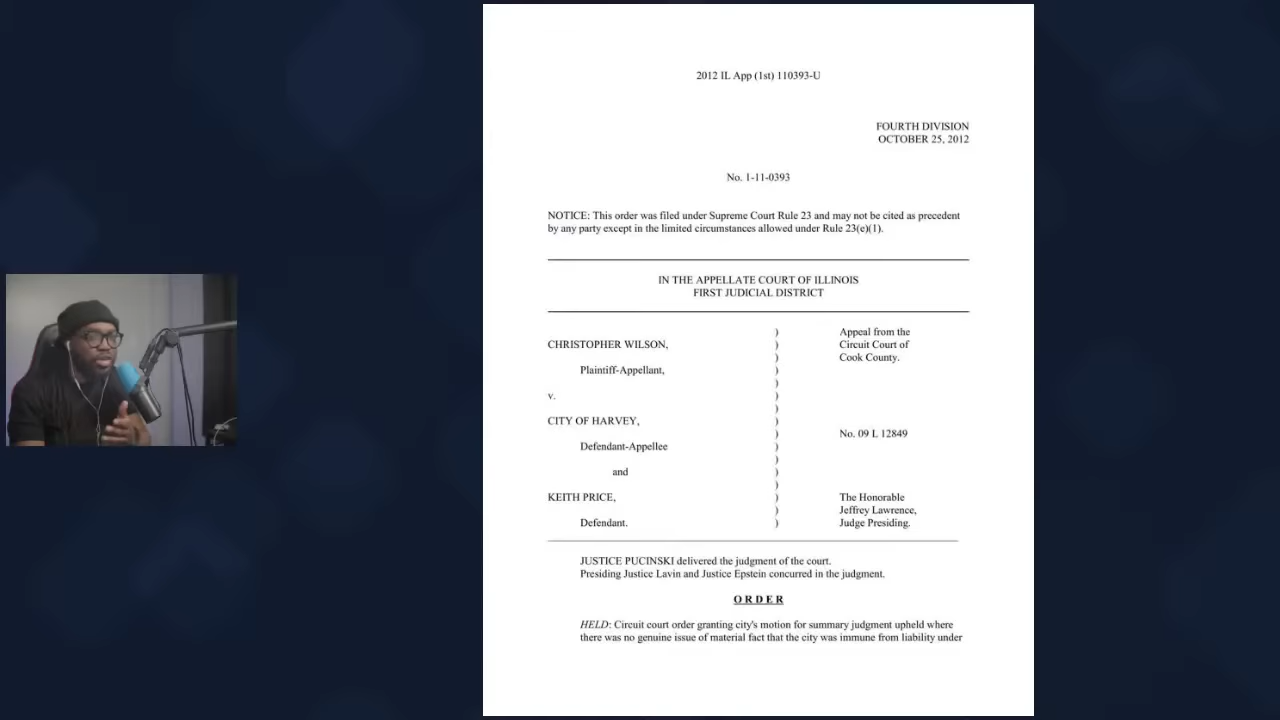 2012 IL App (1st) 110393-U
FOURTH DIVISION
OCTOBER 25, 2012
No. 1-11-0393
NOTICE: This order was filed under Supreme Court Rule 23 and may not be cited as precedent
by any party except in the limited circumstances allowed under Rule 23(e)(1).
IN THE APPELLATE COURT OF ILLINOIS
FIRST JUDICIAL DISTRICT
) Appeal from the
CHRISTOPHER WILSON, ) Circuit Court of
) Cook County.
Plaintiff-Appellant, )
)
v. )
)
CITY OF HARVEY, )
) No. 09 L 12849
Defendant-Appellee )
)
and )
)
KEITH PRICE, ) The Honorable
) Jeffrey Lawrence,
Defendant. ) Judge Presiding.
JUSTICE PUCINSKI delivered the judgment of the court.
Presiding Justice Lavin and Justice Epstein concurred in the judgment.
O R D E R
HELD: Circuit court order granting city's motion for summary judgment upheld where
there was no genuine issue of material fact that the city was immune from liability under